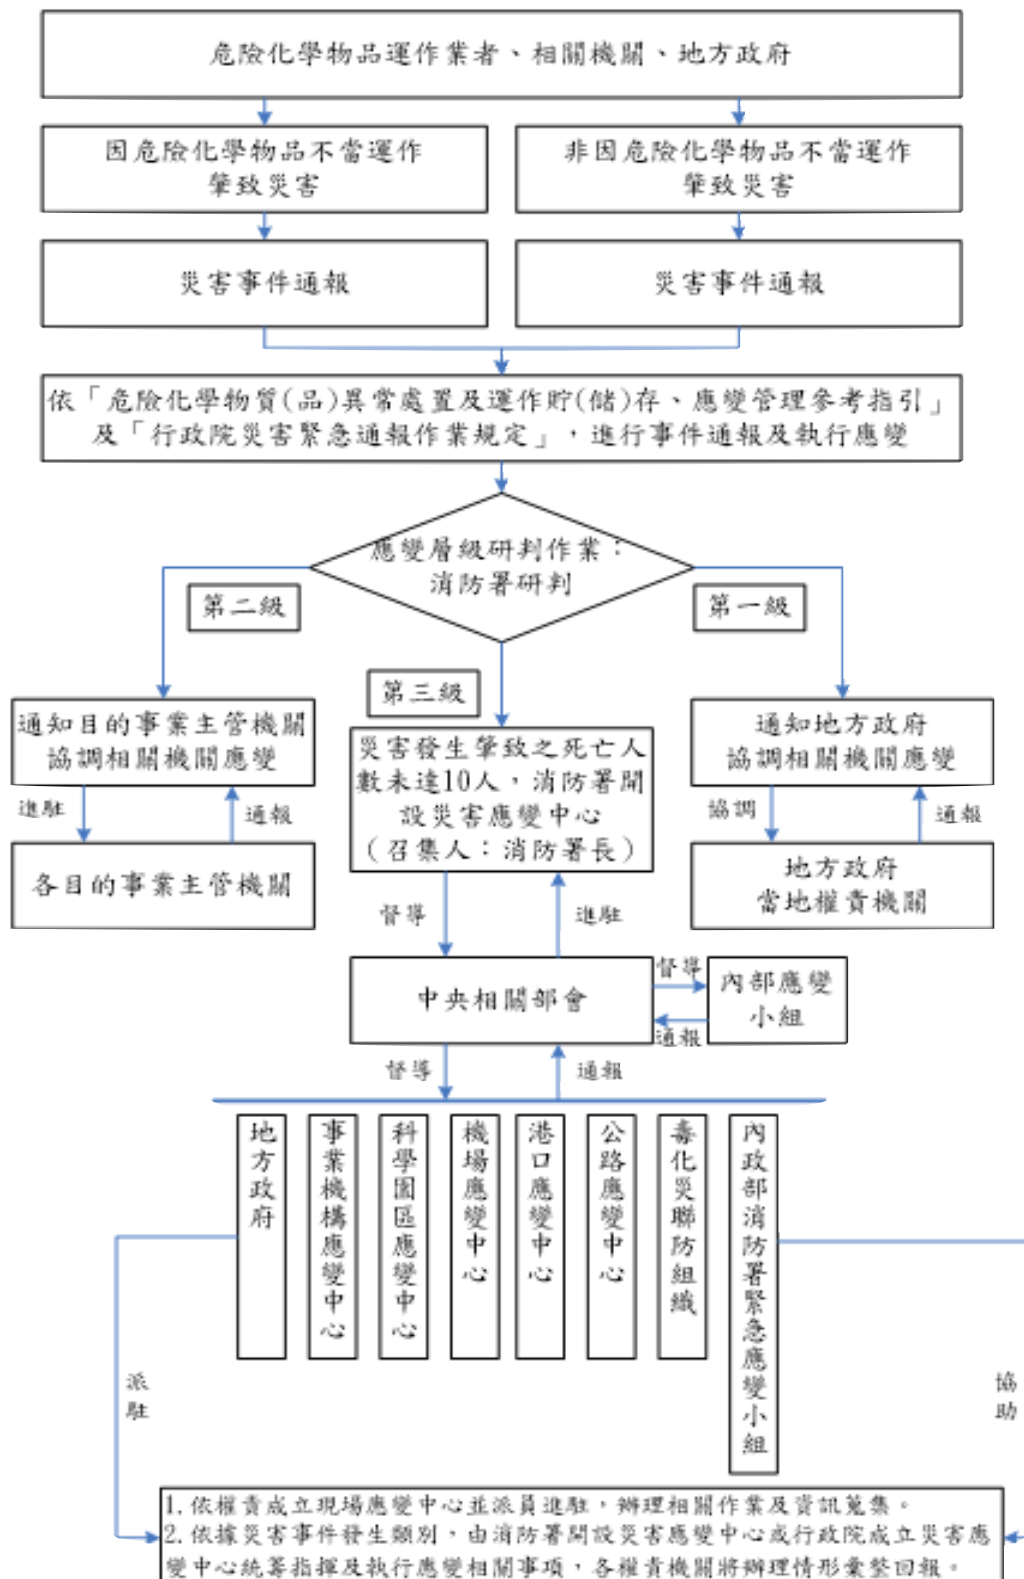 危險化學物品運作業者、相關機關、地方政府
因危險化學物品不當運作
肇致災害
非因危險化學物品不當運作
肇致災害
災害事件通報
災害事件通報
依「危險化學物質(品)異常處置及運作貯(儲)存、應變管理參考指引」
及「行政院災害緊急通報作業規定」，進行事件通報及執行應變
應變層級研判作業：
消防署研判
第二級
第一級
第三級
通知目的事業主管機關
協調相關機關應變
災害發生肇致之死亡人
數未達10人，消防署開
設災害應變中心
（召集人：消防署長）
通知地方政府
協調相關機關應變
進駐
通報
協調
通報
各目的事業主管機關
地方政府
當地權責機關
督導
進駐
中央相關部會
督導
通報
內部應變
小組
督導
通報
地方政府
事業機構應變中心
科學園區應變中心
機場應變中心
港口應變中心
公路應變中心
毒化災聯防組織
內政部消防署緊急應變小組
派駐
協助
1.依權責成立現場應變中心並派員進駐，辦理相關作業及資訊蒐集。
2.依據災害事件發生類別，由消防署開設災害應變中心或行政院成立災害應
變中心統籌指揮及執行應變相關事項，各權責機關將辦理情形彙整回報。